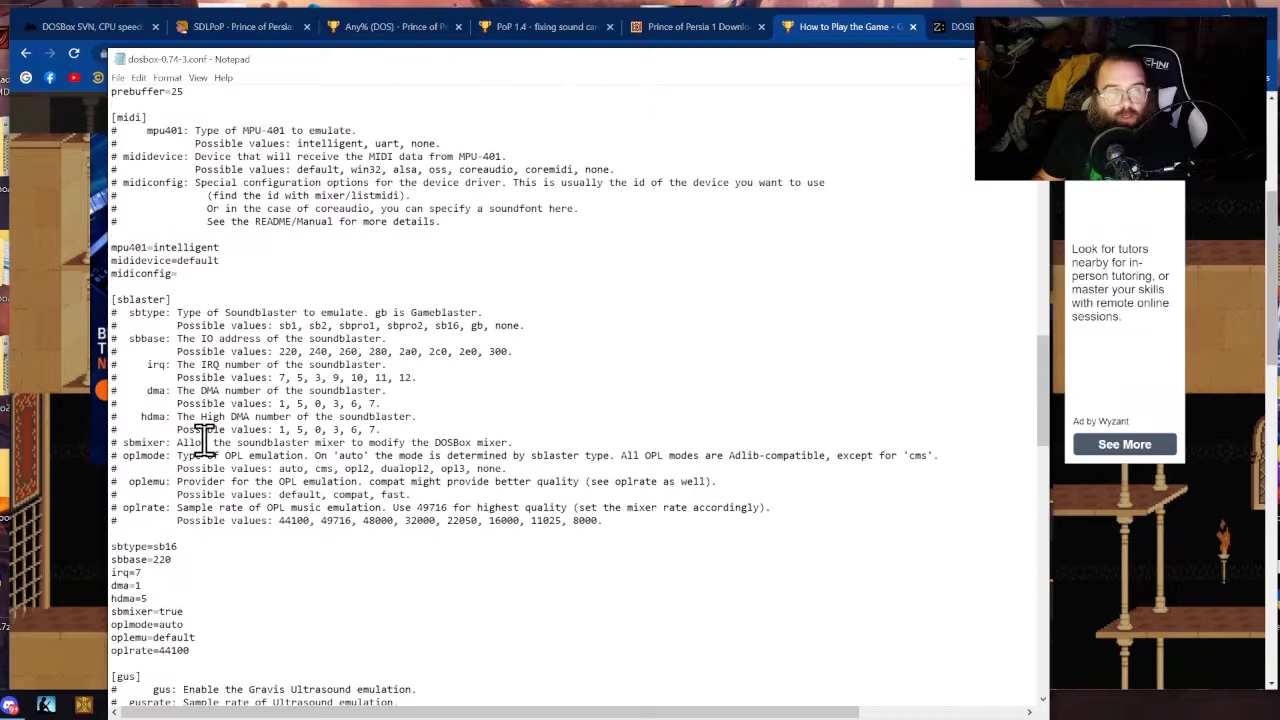 DOSBox SVN, CPU speed
SDLPoP - Prince of Persia
Any% (DOS) - Prince of Pe
PoP 1.4 - fixing sound car
Prince of Persia 1 Downlo
How to Play the Game - G
DOSB
dosbox-0.74-3.conf - Notepad
File Edit Format View Help
prebuffer=25
[midi]
# mpu401: Type of MPU-401 to emulate.
# Possible values: intelligent, uart, none.
# mididevice: Device that will receive the MIDI data from MPU-401.
# Possible values: default, win32, alsa, oss, coreaudio, coremidi, none.
# midiconfig: Special configuration options for the device driver. This is usually the id of the device you want to use
# (find the id with mixer/listmidi).
# Or in the case of coreaudio, you can specify a soundfont here.
# See the README/Manual for more details.
mpu401=intelligent
mididevice=default
midiconfig=
[sblaster]
# sbtype: Type of Soundblaster to emulate. gb is Gameblaster.
# Possible values: sb1, sb2, sbpro1, sbpro2, sb16, gb, none.
# sbbase: The IO address of the soundblaster.
# Possible values: 220, 240, 260, 280, 2a0, 2c0, 2e0, 300.
# irq: The IRQ number of the soundblaster.
# Possible values: 7, 5, 3, 9, 10, 11, 12.
# dma: The DMA number of the soundblaster.
# Possible values: 1, 5, 0, 3, 6, 7.
# hdma: The High DMA number of the soundblaster.
# Possible values: 1, 5, 0, 3, 6, 7.
# sbmixer: Allow the soundblaster mixer to modify the DOSBox mixer.
# oplmode: Type of OPL emulation. On 'auto' the mode is determined by sblaster type. All OPL modes are Adlib-compatible, except for 'cms'.
# Possible values: auto, cms, opl2, dualopl2, opl3, none.
# oplemu: Provider for the OPL emulation. compat might provide better quality (see oplrate as well).
# Possible values: default, compat, fast.
# oplrate: Sample rate of OPL music emulation. Use 49716 for highest quality (set the mixer rate accordingly).
# Possible values: 44100, 49716, 48000, 32000, 22050, 16000, 11025, 8000.
sbtype=sb16
sbbase=220
irq=7
dma=1
hdma=5
sbmixer=true
oplmode=auto
oplemu=default
oplrate=44100
[gus]
# gus: Enable the Gravis Ultrasound emulation.
# gusrate: Sample rate of Ultrasound emulation.
Look for tutors
nearby for in-
person tutoring, or
master your skills
with remote online
sessions.
Ad by Wyzant
See More